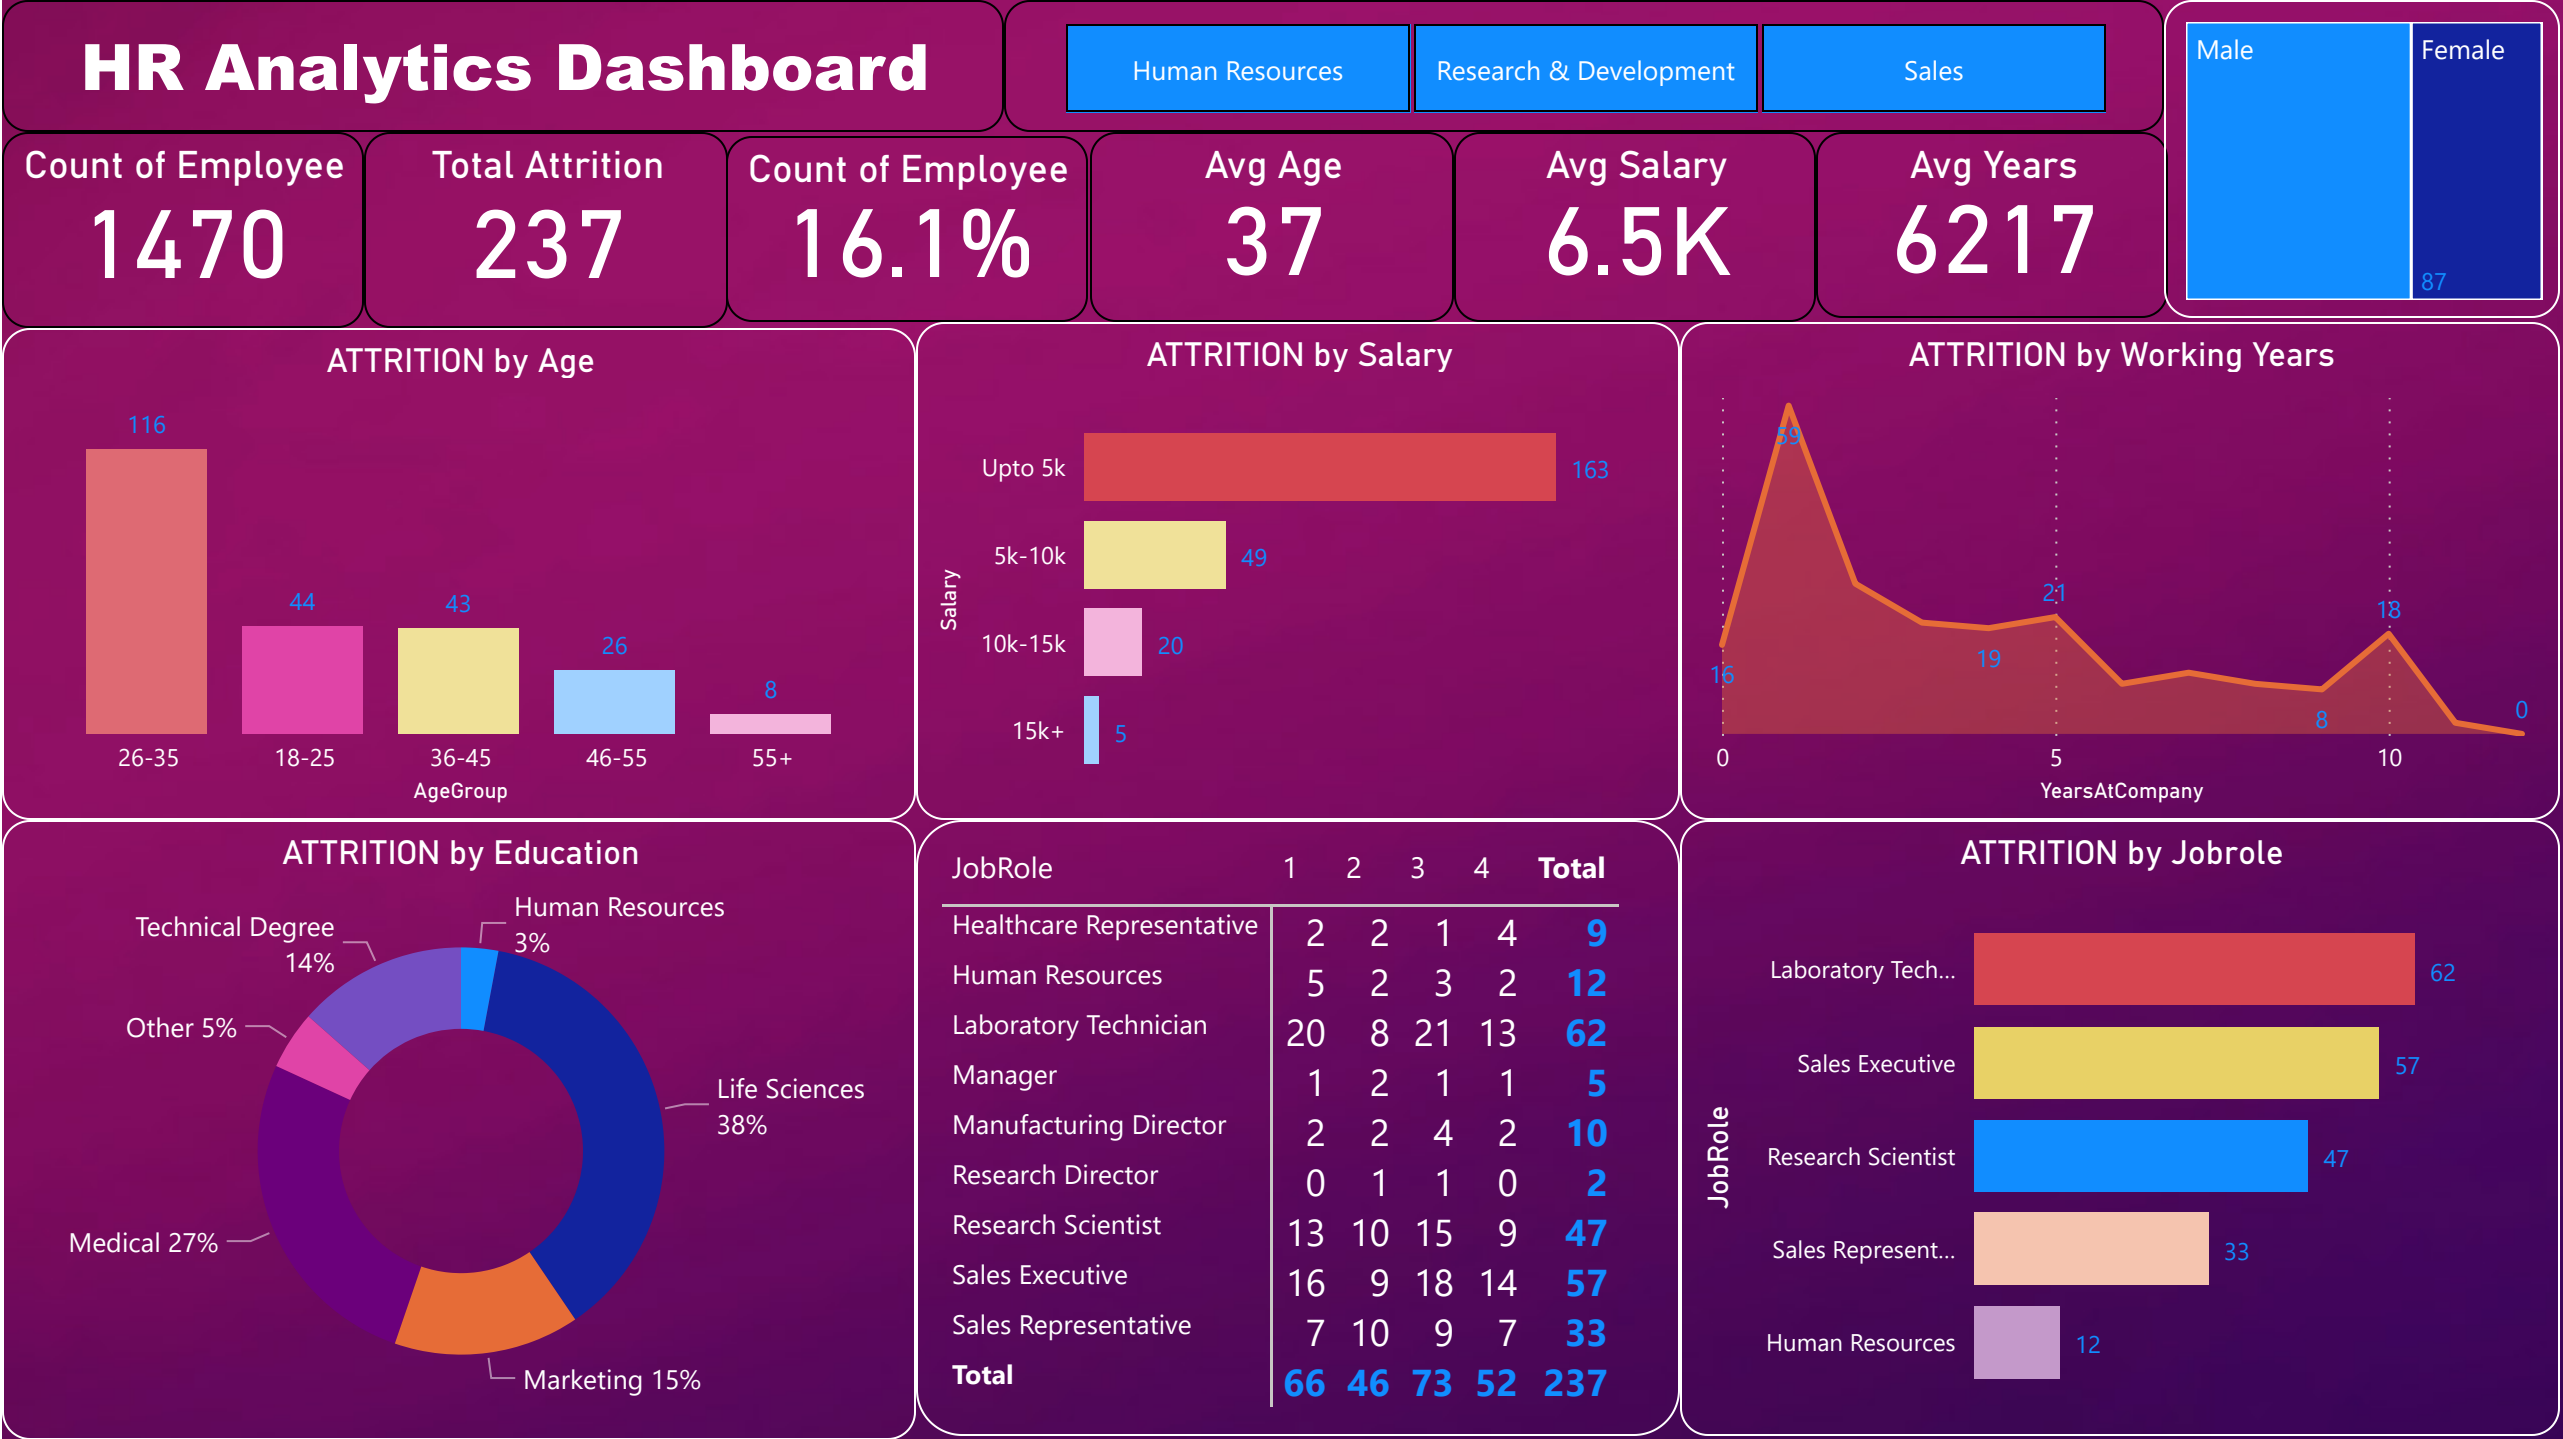 HR Analytics Dashboard
Human Resources
Research & Development
Sales
Male
Female
87
Count of Employee
1470
Total Attrition
237
Count of Employee
16.1%
Avg Age
37
Avg Salary
6.5K
Avg Years
6217
ATTRITION by Age
116
44
43
26
8
26-35
18-25
36-45
46-55
55+
AgeGroup
ATTRITION by Salary
Salary
Upto 5k
163
5k-10k
49
10k-15k
20
15k+
5
ATTRITION by Working Years
59
16
19
21
8
18
0
0
5
10
YearsAtCompany
ATTRITION by Education
Human Resources
3%
Technical Degree
14%
Other 5%
Life Sciences
38%
Medical 27%
Marketing 15%
JobRole 1 2 3 4 Total
Healthcare Representative 2 2 1 4 9
Human Resources 5 2 3 2 12
Laboratory Technician 20 8 21 13 62
Manager 1 2 1 1 5
Manufacturing Director 2 2 4 2 10
Research Director 0 1 1 0 2
Research Scientist 13 10 15 9 47
Sales Executive 16 9 18 14 57
Sales Representative 7 10 9 7 33
Total 66 46 73 52 237
ATTRITION by Jobrole
JobRole
Laboratory Tech...
62
Sales Executive
57
Research Scientist
47
Sales Represent...
33
Human Resources
12